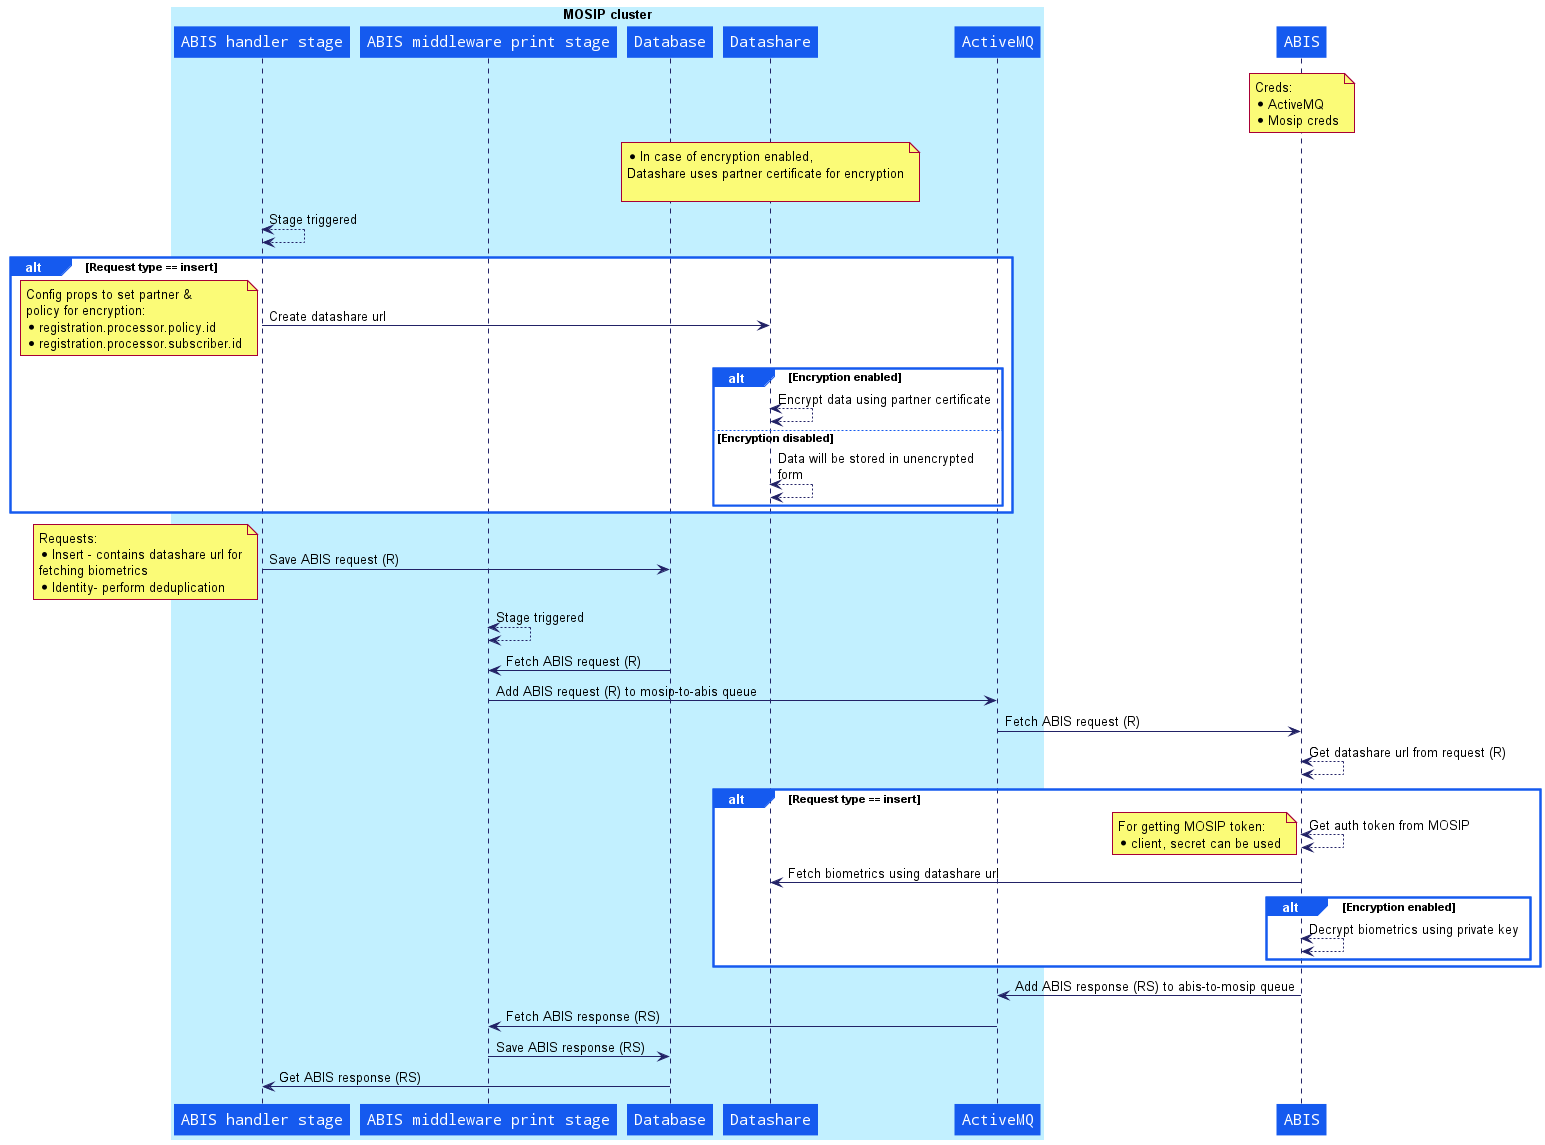 MOSIP cluster
ABIS handler stage
ABIS middleware print stage
Database
Datashare
ActiveMQ
ABIS
Creds:
• ActiveMQ
• Mosip creds
• In case of encryption enabled,
Datashare uses partner certificate for encryption
Stage triggered
alt
[Request type == insert]
Config props to set partner &
policy for encryption:
• registration.processor.policy.id
• registration.processor.subscriber.id
Create datashare url
alt
[Encryption enabled]
Encrypt data using partner certificate
[Encryption disabled]
Data will be stored in unencrypted
form
Requests:
• Insert - contains datashare url for
fetching biometrics
• Identity- perform deduplication
Save ABIS request (R)
Stage triggered
Fetch ABIS request (R)
Add ABIS request (R) to mosip-to-abis queue
Fetch ABIS request (R)
Get datashare url from request (R)
alt
[Request type == insert]
For getting MOSIP token:
• client, secret can be used
Get auth token from MOSIP
Fetch biometrics using datashare url
alt
[Encryption enabled]
Decrypt biometrics using private key
Add ABIS response (RS) to abis-to-mosip queue
Fetch ABIS response (RS)
Save ABIS response (RS)
Get ABIS response (RS)
ABIS handler stage
ABIS middleware print stage
Database
Datashare
ActiveMQ
ABIS